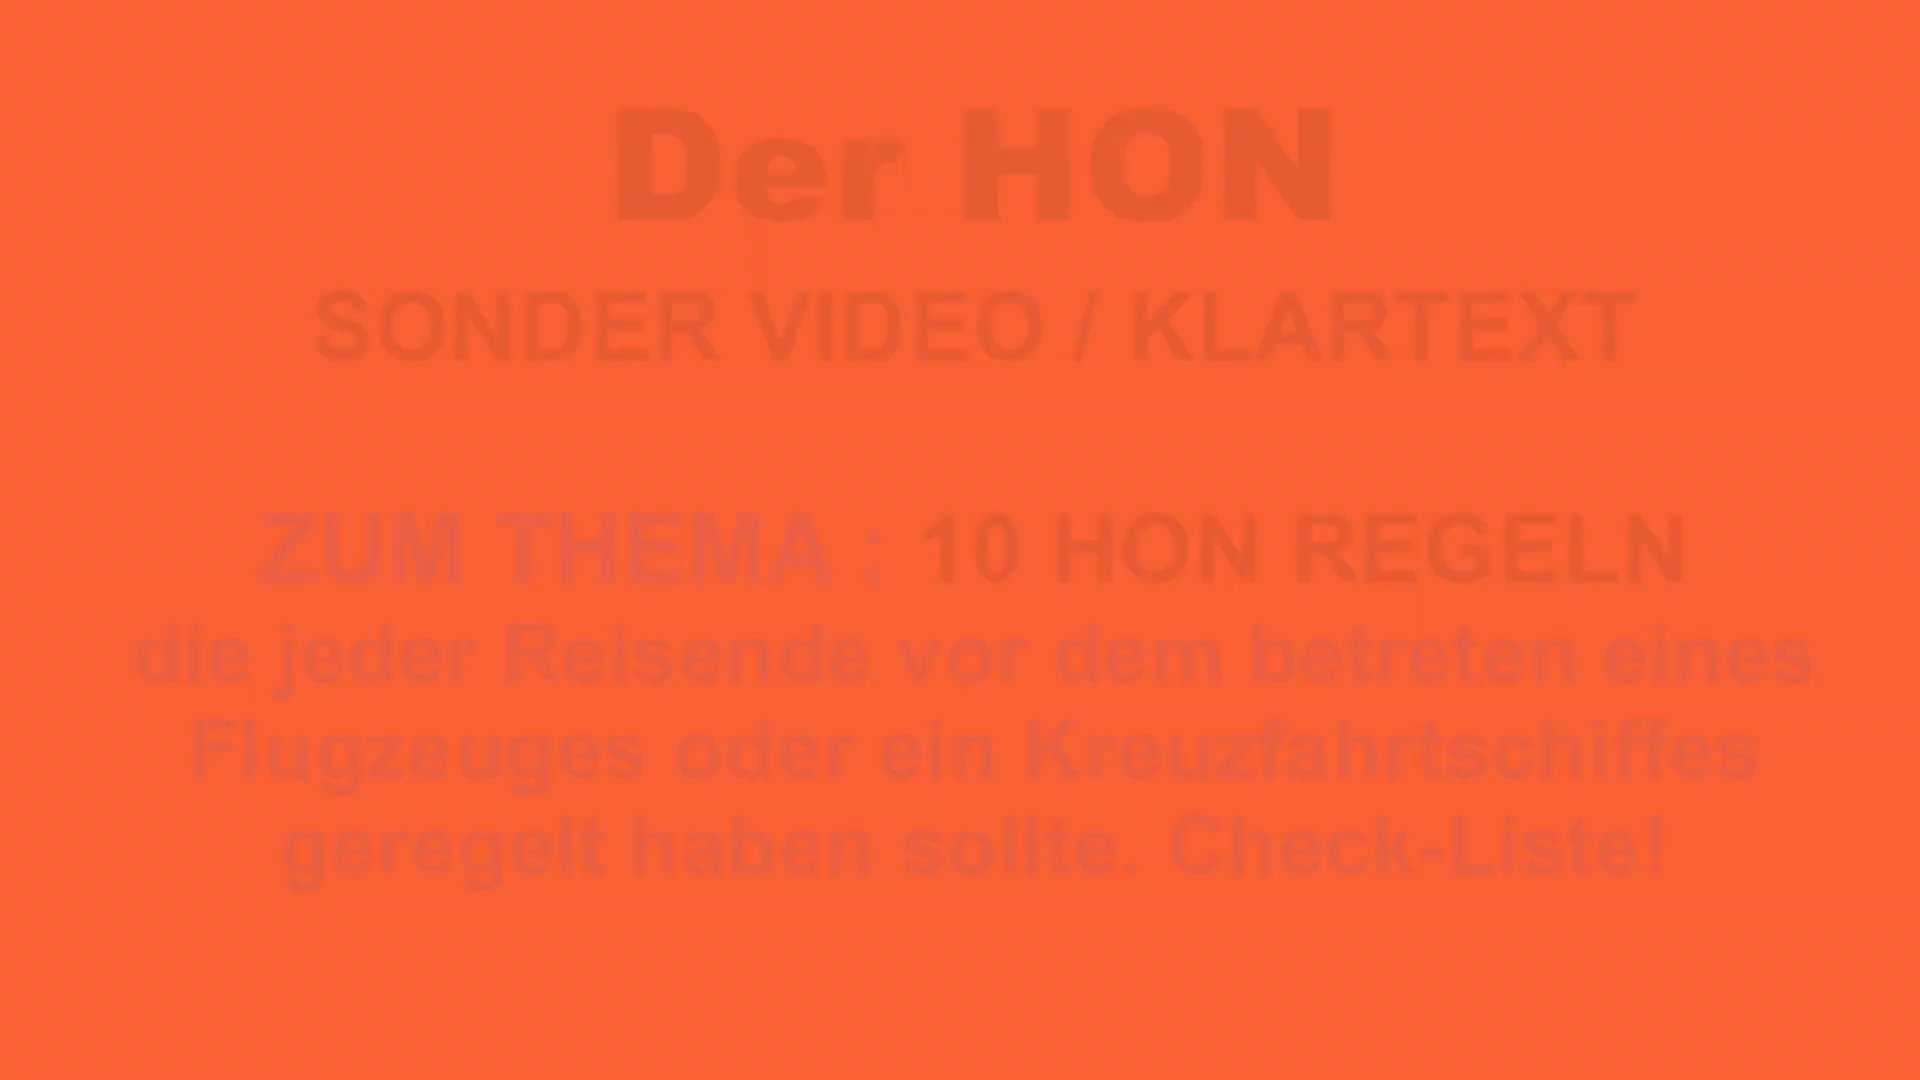 Der HON
SONDER VIDEO / KLARTEXT
ZUM THEMA : 10 HON REGELN
die jeder Reisende vor dem betreten eines
Flugzeuges oder ein Kreuzfahrtschiffes
geregelt haben sollte. Check-Liste!